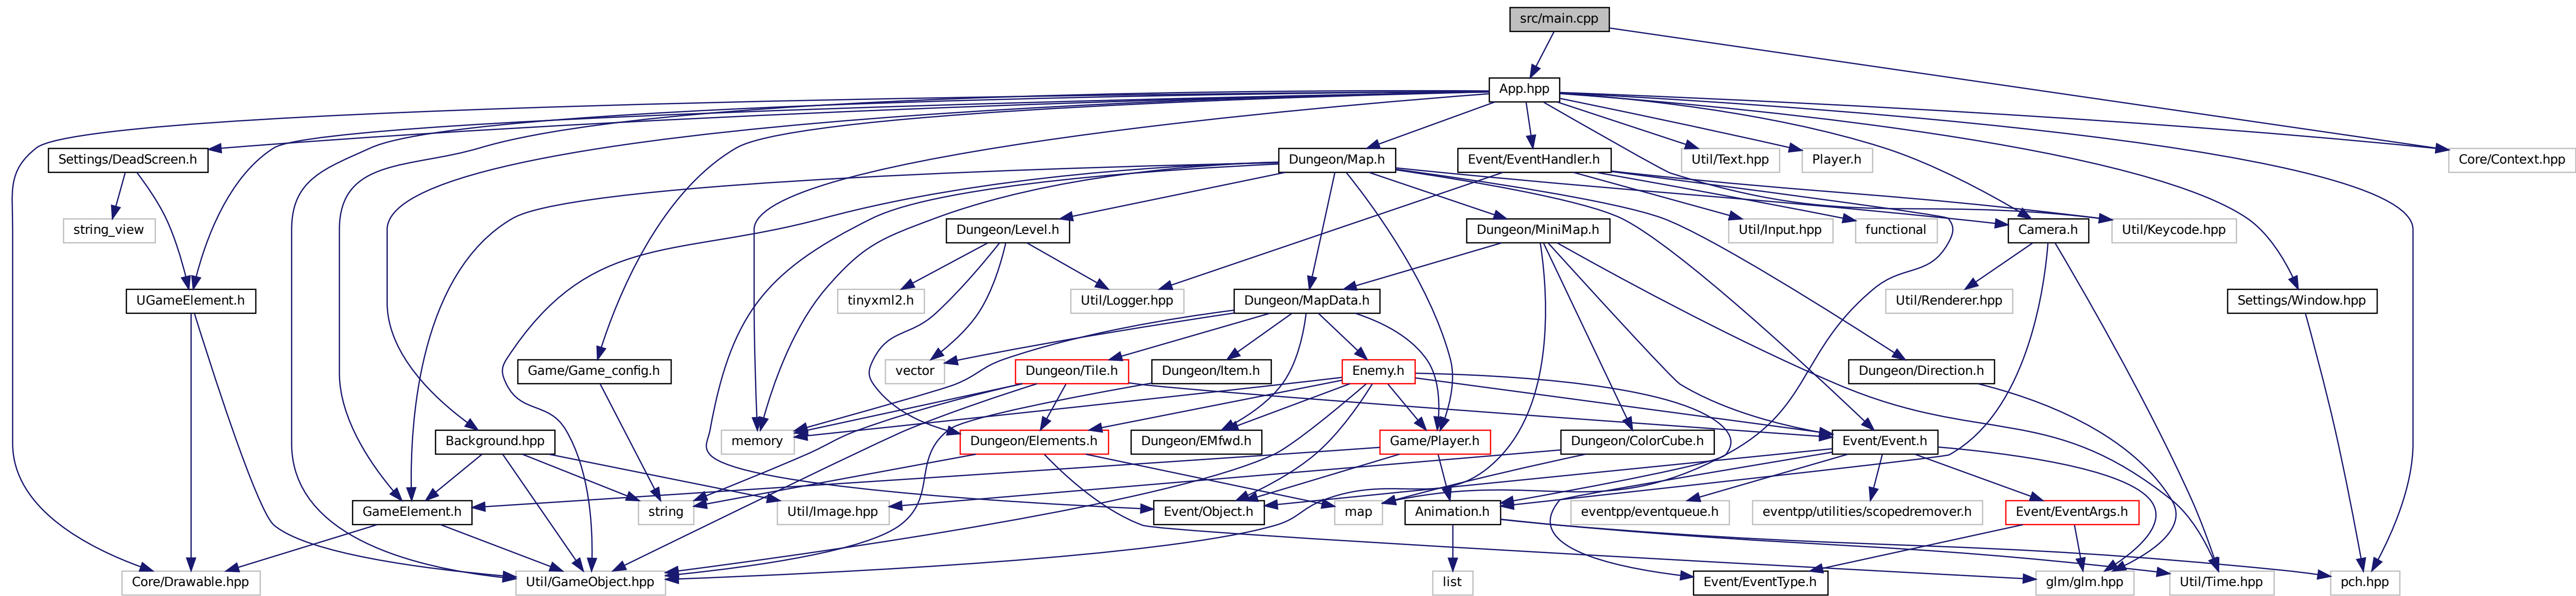 src/main.cpp
App.hpp
Settings/DeadScreen.h
Dungeon/Map.h
Event/EventHandler.h
Util/Text.hpp
Player.h
Core/Context.hpp
string_view
Dungeon/Level.h
Dungeon/MiniMap.h
Util/Input.hpp
functional
Camera.h
Util/Keycode.hpp
UGameElement.h
tinyxml2.h
Util/Logger.hpp
Dungeon/MapData.h
Util/Renderer.hpp
Settings/Window.hpp
Game/Game_config.h
vector
Dungeon/Tile.h
Dungeon/Item.h
Enemy.h
Dungeon/Direction.h
Background.hpp
memory
Dungeon/Elements.h
Dungeon/EMfwd.h
Game/Player.h
Dungeon/ColorCube.h
Event/Event.h
GameElement.h
string
Util/Image.hpp
Event/Object.h
map
Animation.h
eventpp/eventqueue.h
eventpp/utilities/scopedremover.h
Event/EventArgs.h
Core/Drawable.hpp
Util/GameObject.hpp
list
Event/EventType.h
glm/glm.hpp
Util/Time.hpp
pch.hpp